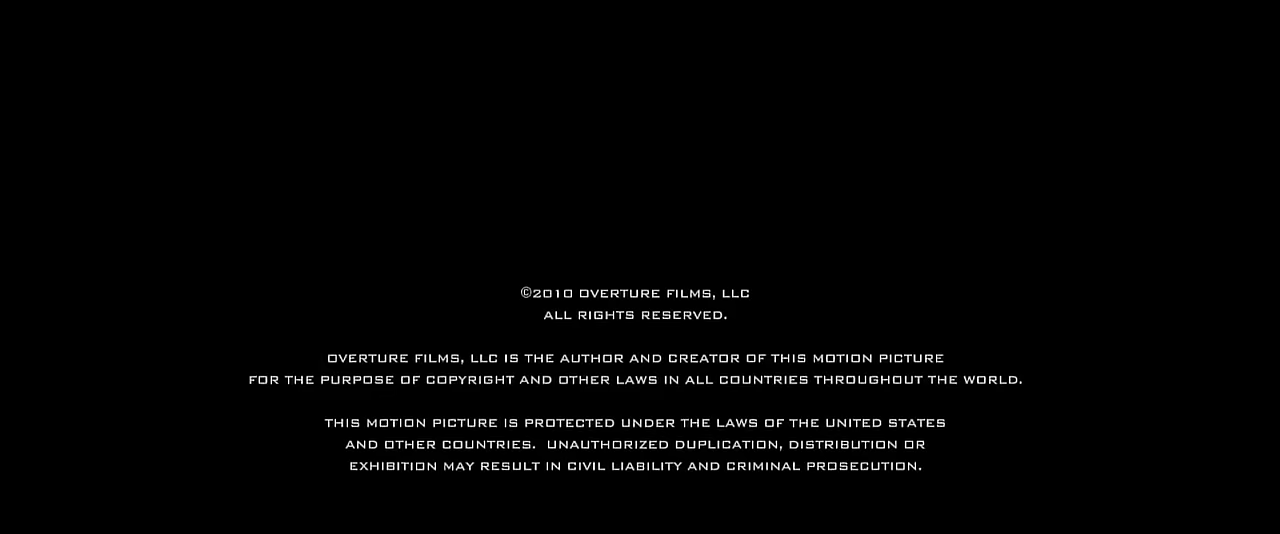 ©2010 OVERTURE FILMS, LLC
ALL RIGHTS RESERVED.
OVERTURE FILMS, LLC IS THE AUTHOR AND CREATOR OF THIS MOTION PICTURE
FOR THE PURPOSE OF COPYRIGHT AND OTHER LAWS IN ALL COUNTRIES THROUGHOUT THE WORLD.
THIS MOTION PICTURE IS PROTECTED UNDER THE LAWS OF THE UNITED STATES
AND OTHER COUNTRIES. UNAUTHORIZED DUPLICATION, DISTRIBUTION OR
EXHIBITION MAY RESULT IN CIVIL LIABILITY AND CRIMINAL PROSECUTION.